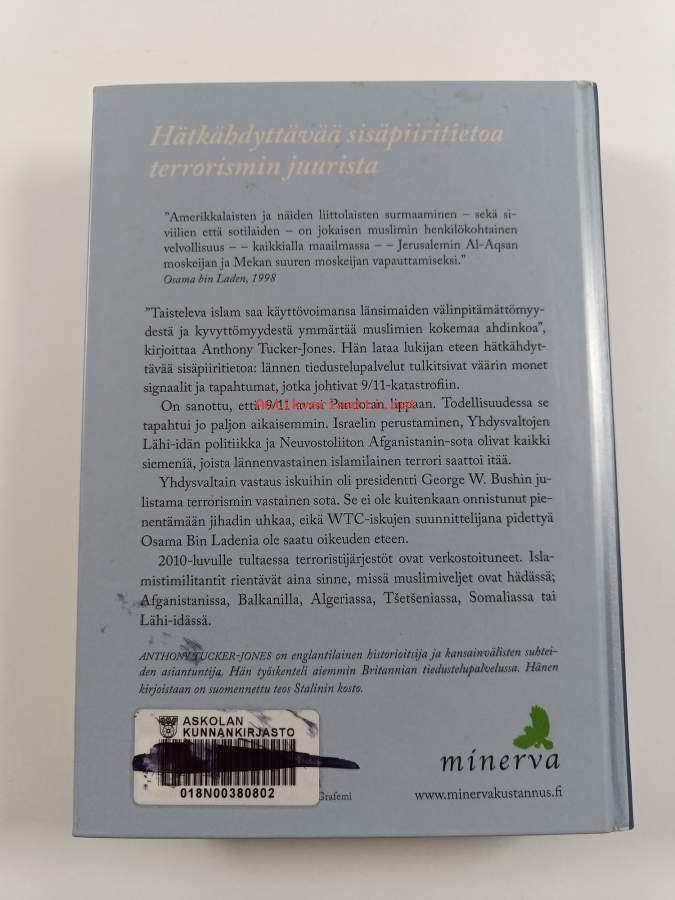 Hätkähdyttävää sisäpiiritietoa
terrorismin juurista
"Amerikkalaisten ja näiden liittolaisten surmaaminen – sekä si-
viilien että sotilaiden – on jokaisen muslimin henkilökohtainen
velvollisuus – – kaikkialla maailmassa – – Jerusalemin Al-Aqsan
moskeijan ja Mekan suuren moskeijan vapauttamiseksi."
Osama bin Laden, 1998
"Taisteleva islam saa käyttövoimansa länsimaiden välinpitämättömyy-
destä ja kyvyttömyydestä ymmärtää muslimien kokemaa ahdinkoa",
kirjoittaa Anthony Tucker-Jones. Hän lataa lukijan eteen hätkähdyt-
tävää sisäpiiritietoa: lännen tiedustelupalvelut tulkitsivat väärin monet
signaalit ja tapahtumat, jotka johtivat 9/11-katastrofiin.
On sanottu, että 9/11 avasi Pandoran lippaan. Todellisuudessa se
tapahtui jo paljon aikaisemmin. Israelin perustaminen, Yhdysvaltojen
Lähi-idän politiikka ja Neuvostoliiton Afganistanin-sota olivat kaikki
siemeniä, joista lännenvastainen islamilainen terrori saattoi itää.
Yhdysvaltain vastaus iskuihin oli presidentti George W. Bushin ju-
listama terrorismin vastainen sota. Se ei ole kuitenkaan onnistunut pie-
nentämään jihadin uhkaa, eikä WTC-iskujen suunnittelijana pidettyä
Osama Bin Ladenia ole saatu oikeuden eteen.
2010-luvulle tultaessa terroristijärjestöt ovat verkostoituneet. Isla-
mistimilitantit rientävät aina sinne, missä muslimiveljet ovat hädässä;
Afganistanissa, Balkanilla, Algeriassa, Tšetšeniassa, Somaliassa tai
Lähi-idässä.
ANTHONY TUCKER-JONES on englantilainen historioitsija ja kansainvälisten suhtei-
den asiantuntija. Hän työskenteli aiemmin Britannian tiedustelupalvelussa. Hänen
kirjoistaan on suomennettu teos Stalinin kosto.
ASKOLAN
KUNNANKIRJASTO
018N00380802
Grafemi
minerva
www.minervakustannus.fi